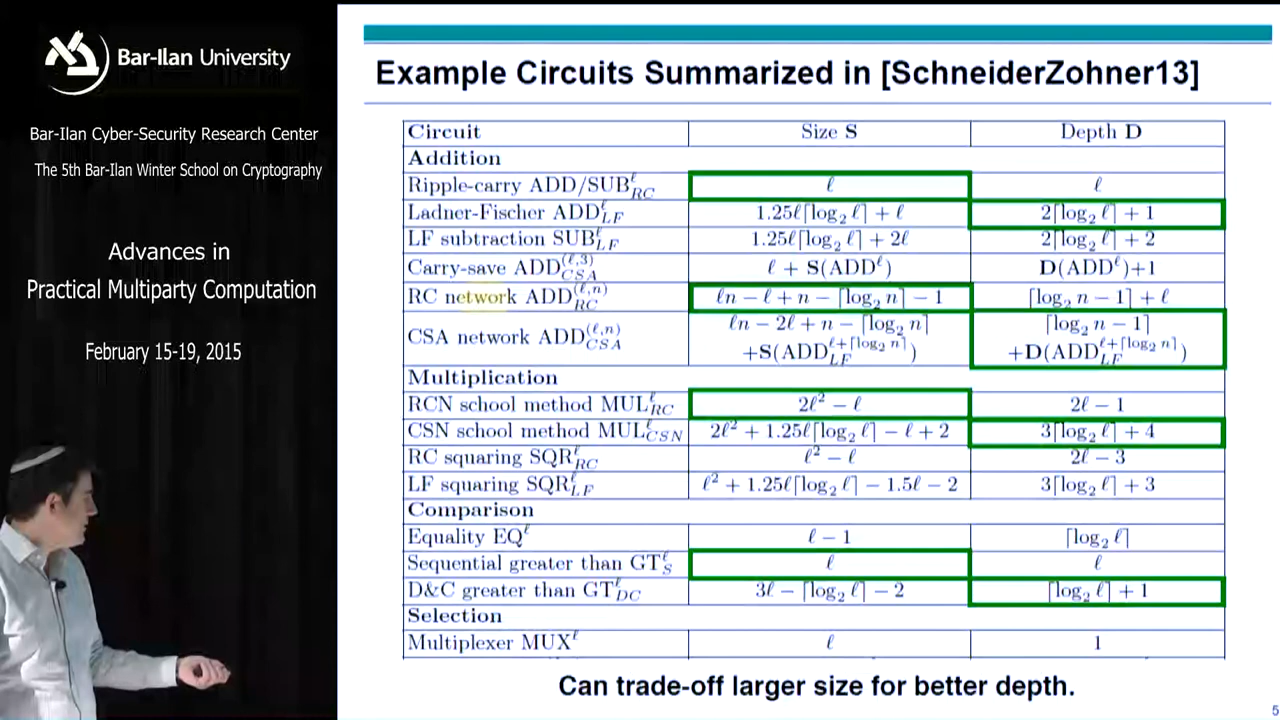 Bar-Ilan University
Bar-Ilan Cyber-Security Research Center
The 5th Bar-Ilan Winter School on Cryptography
Advances in
Practical Multiparty Computation
February 15-19, 2015
Example Circuits Summarized in [SchneiderZohner13]
Circuit Size S Depth D
Addition
Ripple-carry ADD/SUB^ℓ_RC ℓ ℓ
Ladner-Fischer ADD^ℓ_LF 1.25ℓ⌈log₂ ℓ⌉ + ℓ 2⌈log₂ ℓ⌉ + 1
LF subtraction SUB^ℓ_LF 1.25ℓ⌈log₂ ℓ⌉ + 2ℓ 2⌈log₂ ℓ⌉ + 2
Carry-save ADD^(ℓ,3)_CSA ℓ + S(ADD^ℓ) D(ADD^ℓ)+1
RC network ADD^(ℓ,n)_RC ℓn − ℓ + n − ⌈log₂ n⌉ − 1 ⌈log₂ n − 1⌉ + ℓ
CSA network ADD^(ℓ,n)_CSA ℓn − 2ℓ + n − ⌈log₂ n⌉ +S(ADD^ℓ+⌈log₂ n⌉_LF) ⌈log₂ n − 1⌉ +D(ADD^ℓ+⌈log₂ n⌉_LF)
Multiplication
RCN school method MUL^ℓ_RC 2ℓ² − ℓ 2ℓ − 1
CSN school method MUL^ℓ_CSN 2ℓ² + 1.25ℓ⌈log₂ ℓ⌉ − ℓ + 2 3⌈log₂ ℓ⌉ + 4
RC squaring SQR^ℓ_RC ℓ² − ℓ 2ℓ − 3
LF squaring SQR^ℓ_LF ℓ² + 1.25ℓ⌈log₂ ℓ⌉ − 1.5ℓ − 2 3⌈log₂ ℓ⌉ + 3
Comparison
Equality EQ^ℓ ℓ − 1 ⌈log₂ ℓ⌉
Sequential greater than GT^ℓ_S ℓ ℓ
D&C greater than GT^ℓ_DC 3ℓ − ⌈log₂ ℓ⌉ − 2 ⌈log₂ ℓ⌉ + 1
Selection
Multiplexer MUX^ℓ ℓ 1
Can trade-off larger size for better depth.
5